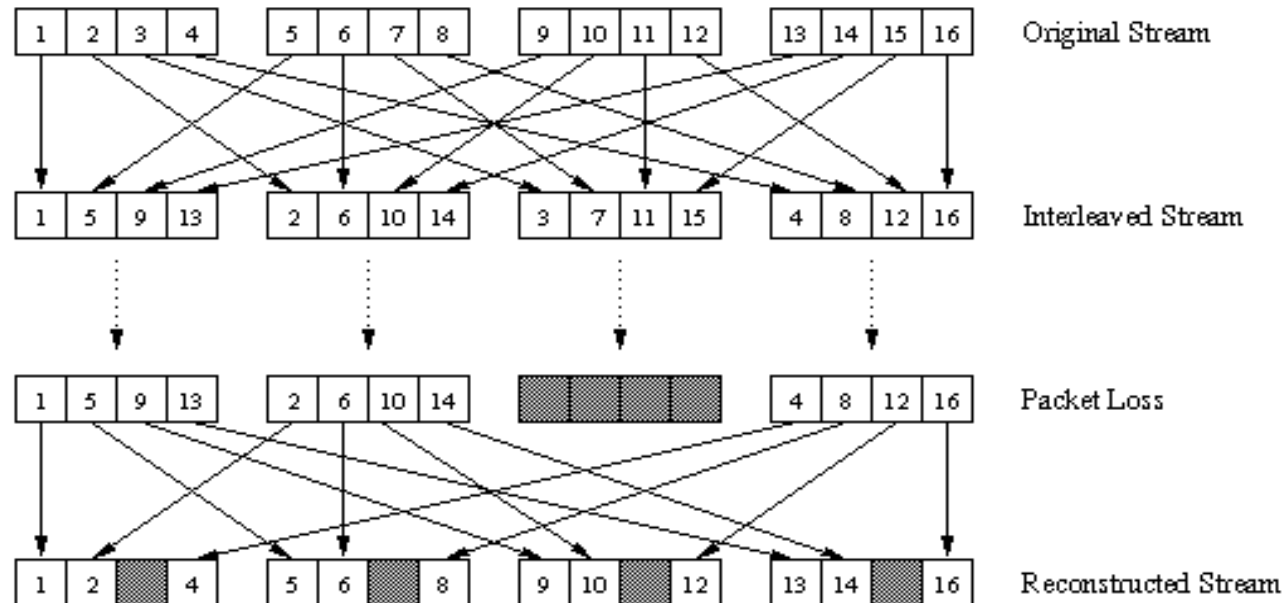 1 2 3 4 5 6 7 8 9 10 11 12 13 14 15 16 Original Stream
1 5 9 13 2 6 10 14 3 7 11 15 4 8 12 16 Interleaved Stream
1 5 9 13 2 6 10 14 4 8 12 16 Packet Loss
1 2 4 5 6 8 9 10 12 13 14 16 Reconstructed Stream